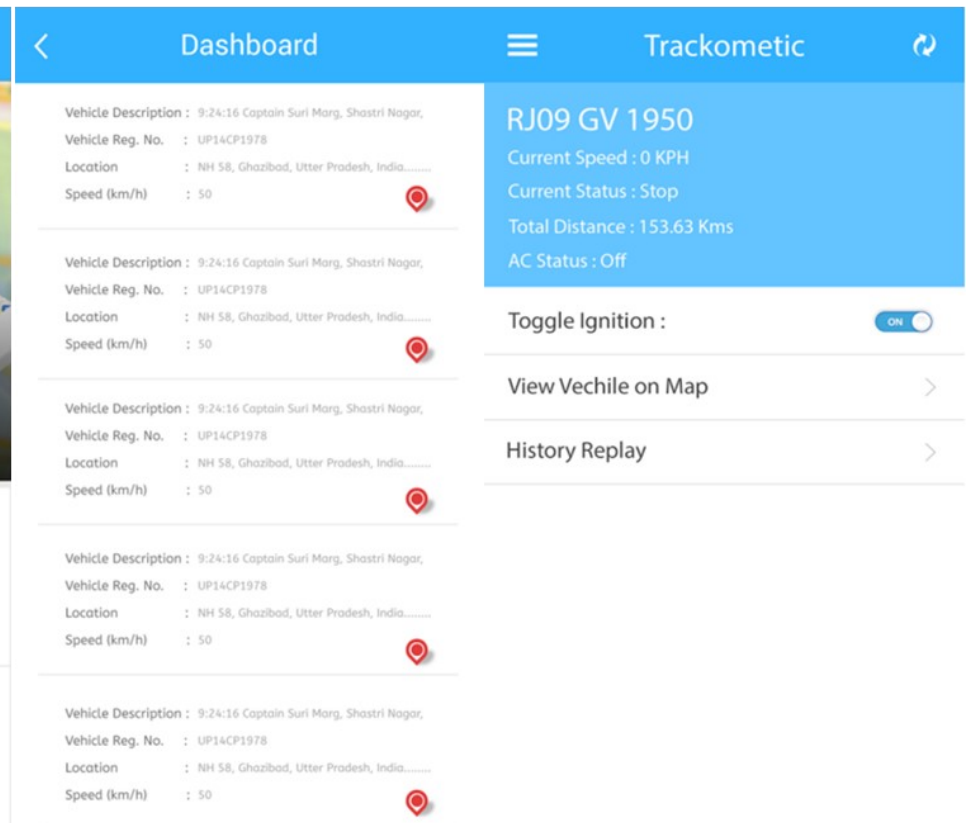 Dashboard
Vehicle Description : 9:24:16 Captain Suri Marg, Shastri Nagar,
Vehicle Reg. No. : UP14CP1978
Location : NH 58, Ghazibad, Utter Pradesh, India........
Speed (km/h) : 50
Vehicle Description : 9:24:16 Captain Suri Marg, Shastri Nagar,
Vehicle Reg. No. : UP14CP1978
Location : NH 58, Ghazibad, Utter Pradesh, India........
Speed (km/h) : 50
Vehicle Description : 9:24:16 Captain Suri Marg, Shastri Nagar,
Vehicle Reg. No. : UP14CP1978
Location : NH 58, Ghazibad, Utter Pradesh, India........
Speed (km/h) : 50
Vehicle Description : 9:24:16 Captain Suri Marg, Shastri Nagar,
Vehicle Reg. No. : UP14CP1978
Location : NH 58, Ghazibad, Utter Pradesh, India........
Speed (km/h) : 50
Vehicle Description : 9:24:16 Captain Suri Marg, Shastri Nagar,
Vehicle Reg. No. : UP14CP1978
Location : NH 58, Ghazibad, Utter Pradesh, India........
Speed (km/h) : 50
Trackometic
RJ09 GV 1950
Current Speed : 0 KPH
Current Status : Stop
Total Distance : 153.63 Kms
AC Status : Off
Toggle Ignition : ON
View Vechile on Map
History Replay